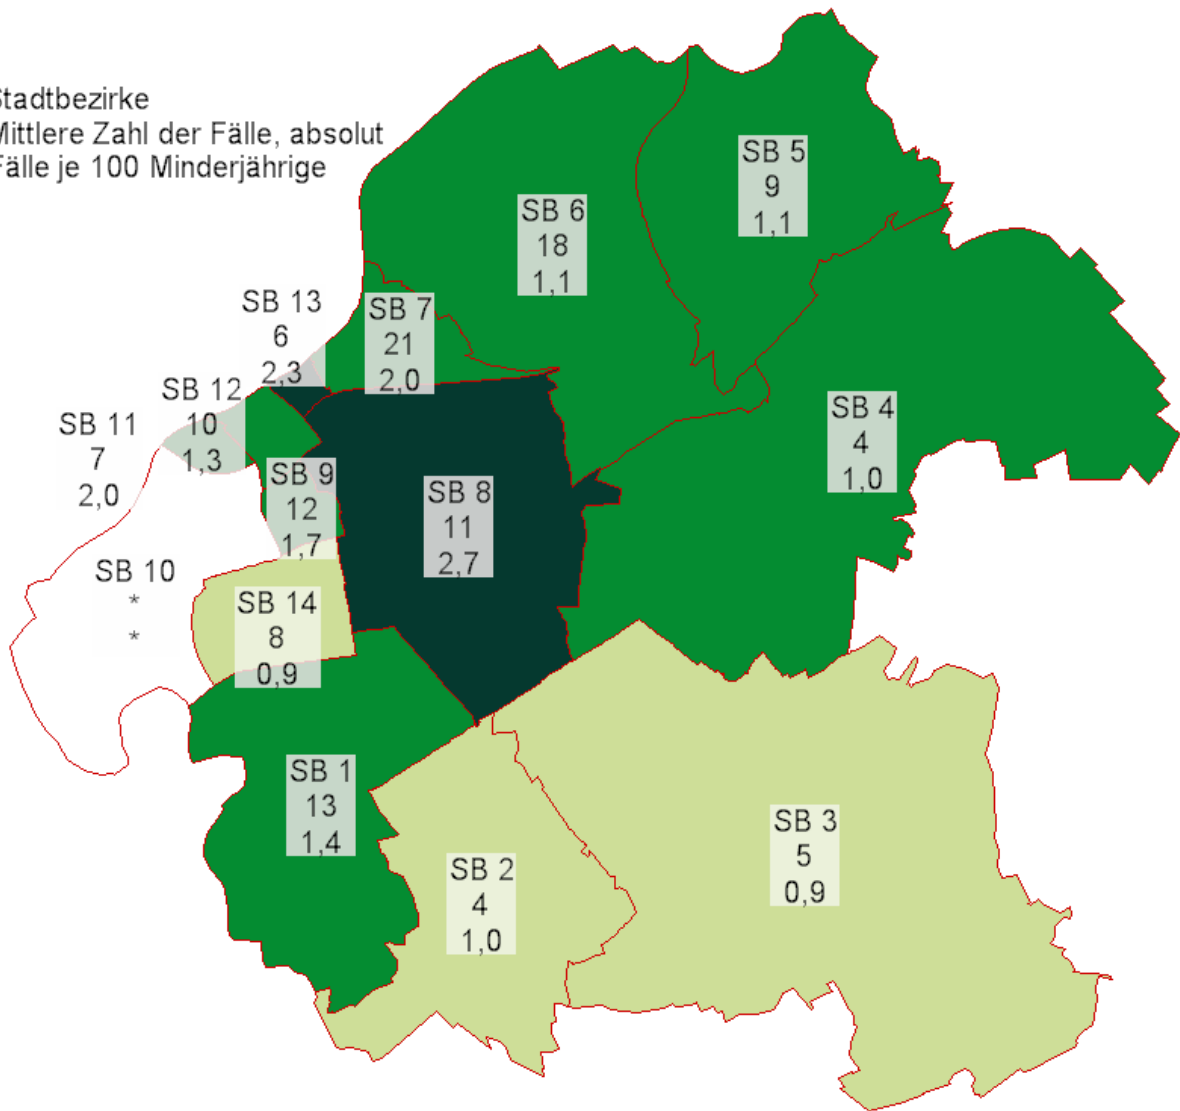 Stadtbezirke
Mittlere Zahl der Fälle, absolut
Fälle je 100 Minderjährige
SB 5
9
1,1
SB 6
18
1,1
SB 13
6
2,3
SB 7
21
2,0
SB 12
10
1,3
SB 11
7
2,0
SB 4
4
1,0
SB 9
12
1,7
SB 8
11
2,7
SB 10
*
*
SB 14
8
0,9
SB 1
13
1,4
SB 3
5
0,9
SB 2
4
1,0